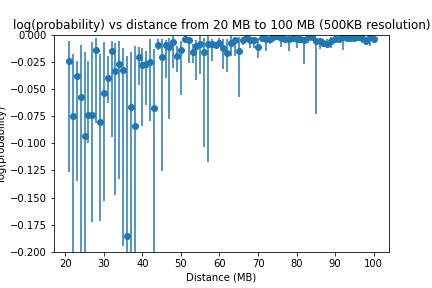 log(probability) vs distance from 20 MB to 100 MB (500KB resolution)
log(probability)
0.000
−0.025
−0.050
−0.075
−0.100
−0.125
−0.150
−0.175
−0.200
20 30 40 50 60 70 80 90 100
Distance (MB)